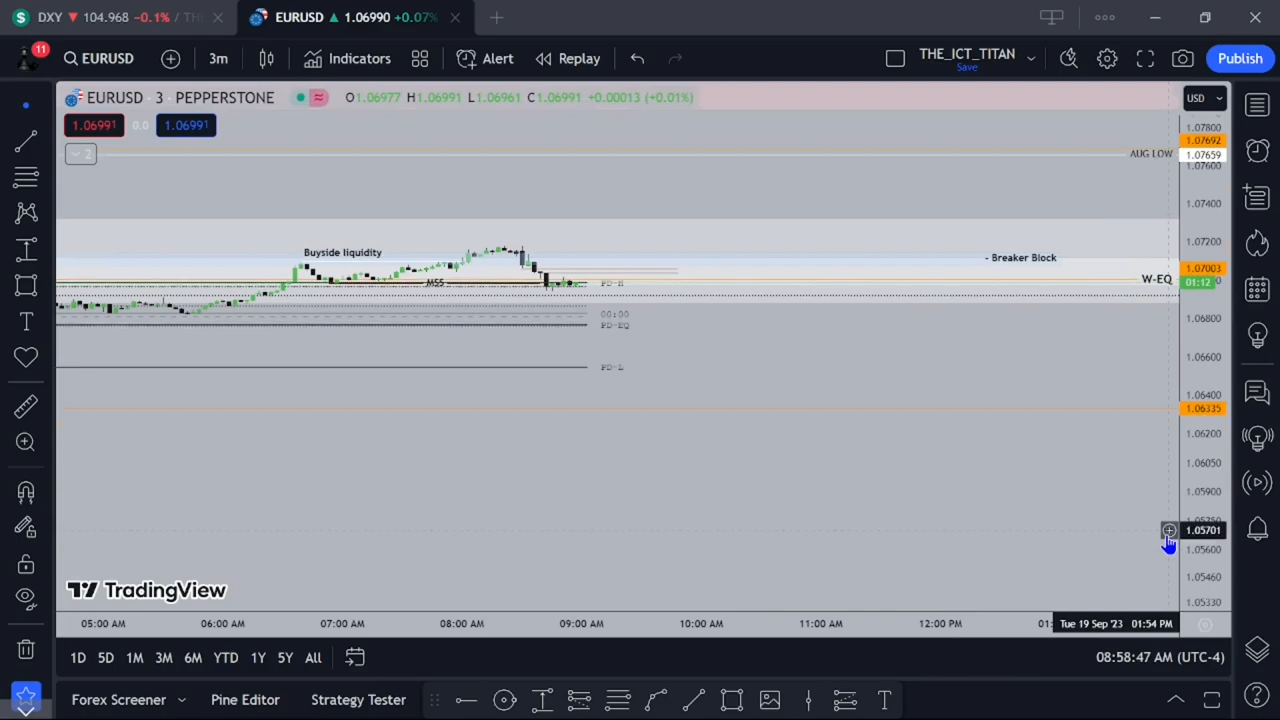 DXY ▼ 104.968 -0.1% / THE
EURUSD ▲ 1.06990 +0.07%
11
EURUSD
3m
Indicators
Alert
Replay
THE_ICT_TITAN
Save
Publish
EURUSD · 3 · PEPPERSTONE
O1.06977 H1.06991 L1.06961 C1.06991 +0.00013 (+0.01%)
USD
1.06991
0.0
1.06991
2
1.07800
1.07692
AUG LOW
1.07659
1.07600
1.07400
1.07200
Buyside liquidity
- Breaker Block
1.07003
MSS
PD-H
W-EQ
01:12
00:00
PD-EQ
1.06800
1.06600
PD-L
1.06400
1.06335
1.06200
1.06050
1.05900
1.05701
1.05600
1.05460
1.05330
TradingView
05:00 AM
06:00 AM
07:00 AM
08:00 AM
09:00 AM
10:00 AM
11:00 AM
12:00 PM
Tue 19 Sep '23 01:54 PM
1D 5D 1M 3M 6M YTD 1Y 5Y All
08:58:47 AM (UTC-4)
Forex Screener
Pine Editor
Strategy Tester